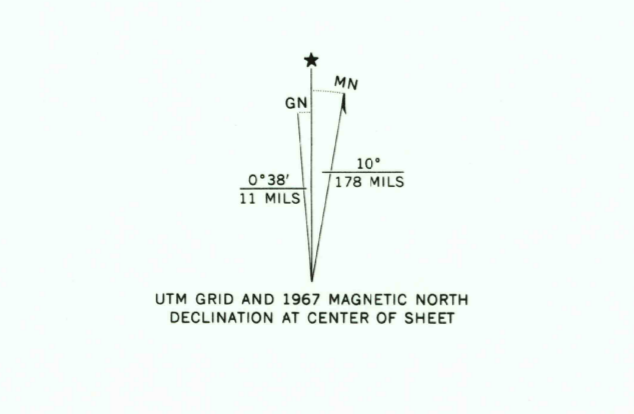 ★
MN
GN
10°
178 MILS
0°38'
11 MILS
UTM GRID AND 1967 MAGNETIC NORTH
DECLINATION AT CENTER OF SHEET